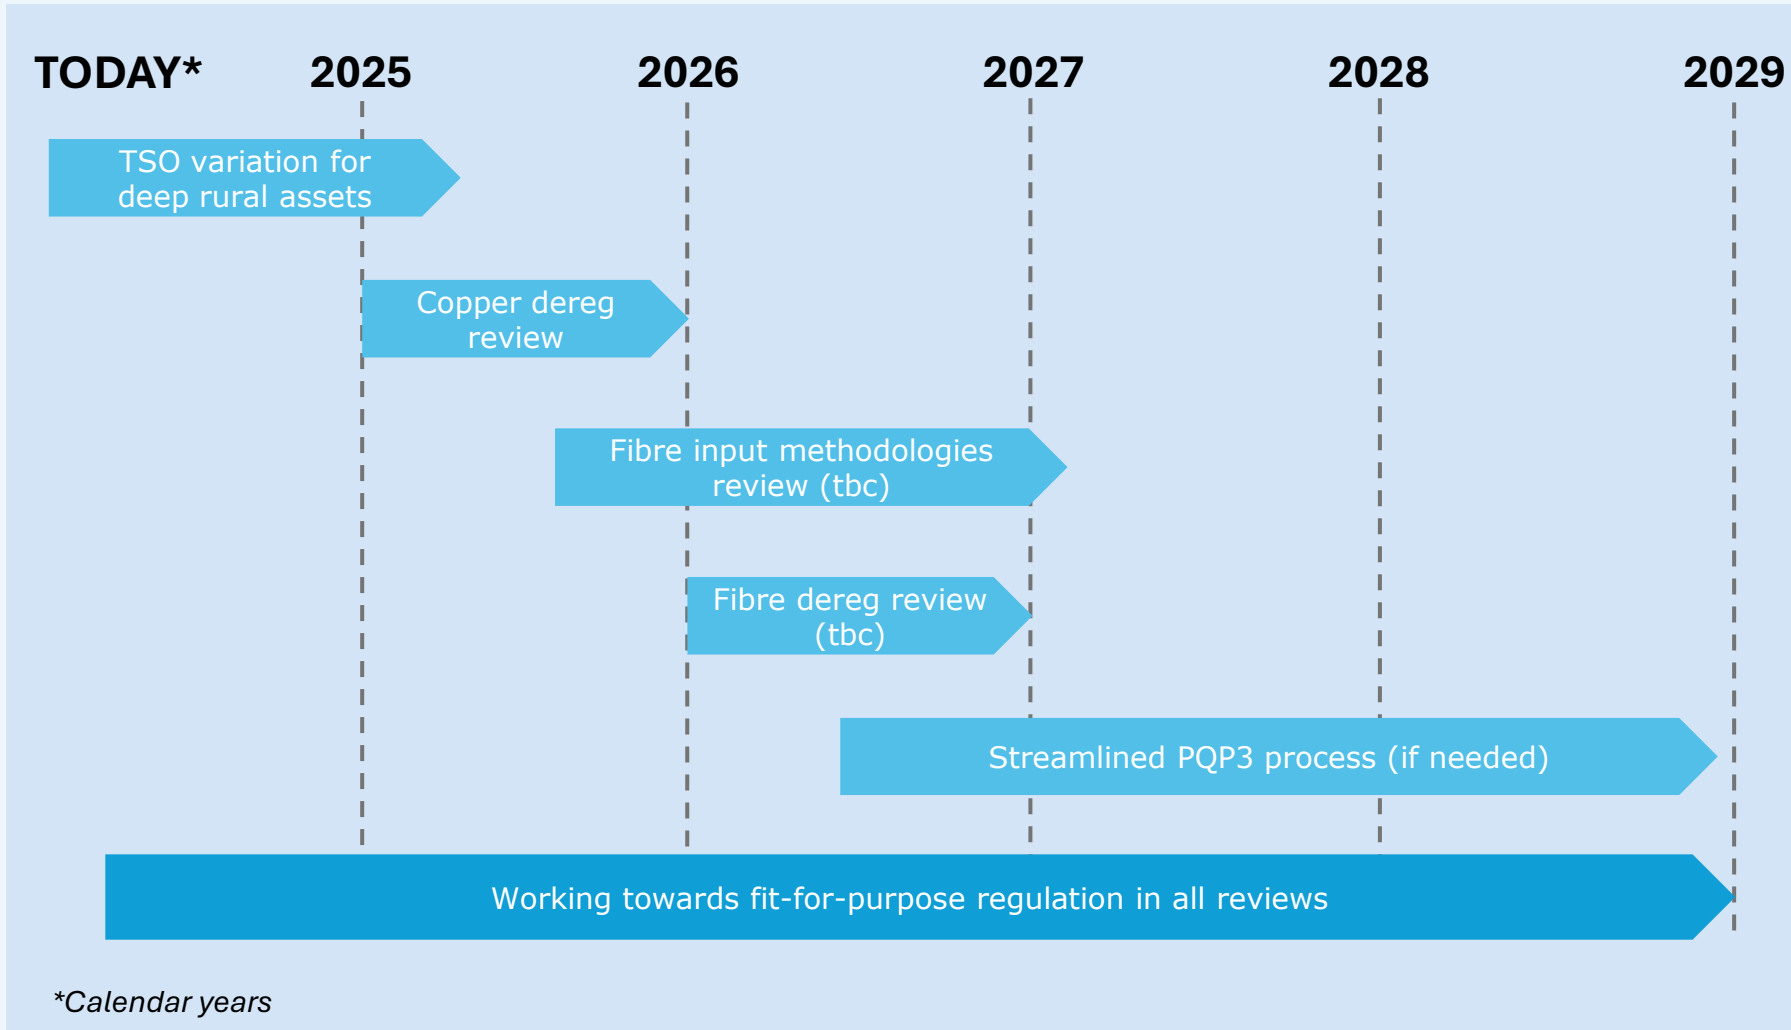 TODAY* 2025 2026 2027 2028 2029
TSO variation for
deep rural assets
Copper dereg
review
Fibre input methodologies
review (tbc)
Fibre dereg review
(tbc)
Streamlined PQP3 process (if needed)
Working towards fit-for-purpose regulation in all reviews
*Calendar years